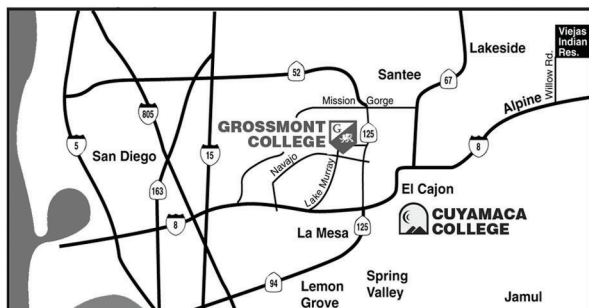 Viejas
Indian
Res.
Lakeside
Willow Rd.
67
52
Santee
Alpine
Mission Gorge
805
GROSSMONT
COLLEGE
G
125
5
15
8
San Diego
Navajo
Lake Murray
163
El Cajon
CUYAMACA
COLLEGE
8
La Mesa
125
94
Spring
Valley
Lemon
Grove
Jamul